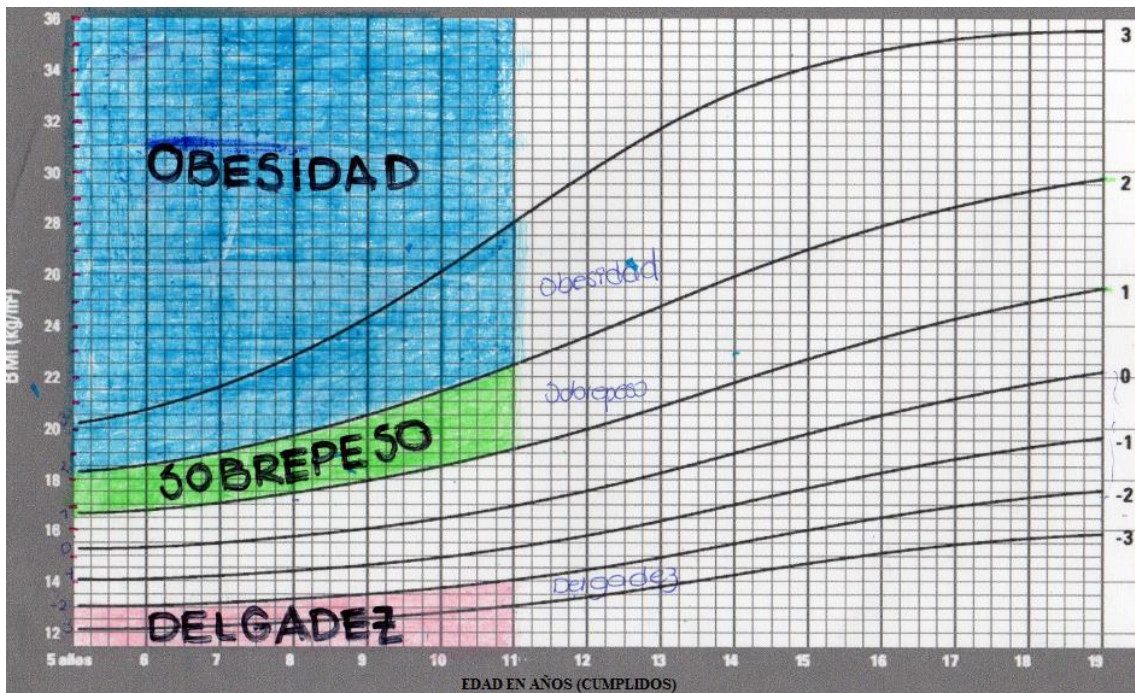 36
3
34
32
OBESIDAD
30
2
28
26
Obesidad
1
24
BMI (kg/m²)
22
Sobrepeso
0
20
SOBREPESO
-1
18
-2
16
-3
14
Delgadez
DELGADEZ
12
5 años 6 7 8 9 10 11 12 13 14 15 16 17 18 19
EDAD EN AÑOS (CUMPLIDOS)